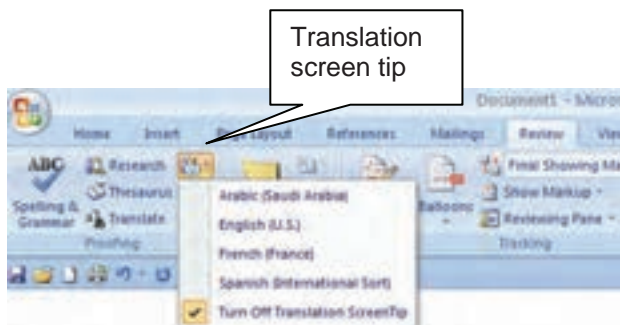 Translation
screen tip
Document1 - Micro
Home Insert Page Layout References Mailings Review View
ABC Research Final Showing Ma
Thesaurus Show Markup
Spelling & Grammar Translate Balloons Reviewing Pane
Proofing Tracking
Arabic (Saudi Arabia)
English (U.S.)
French (France)
Spanish (International Sort)
Turn Off Translation ScreenTip